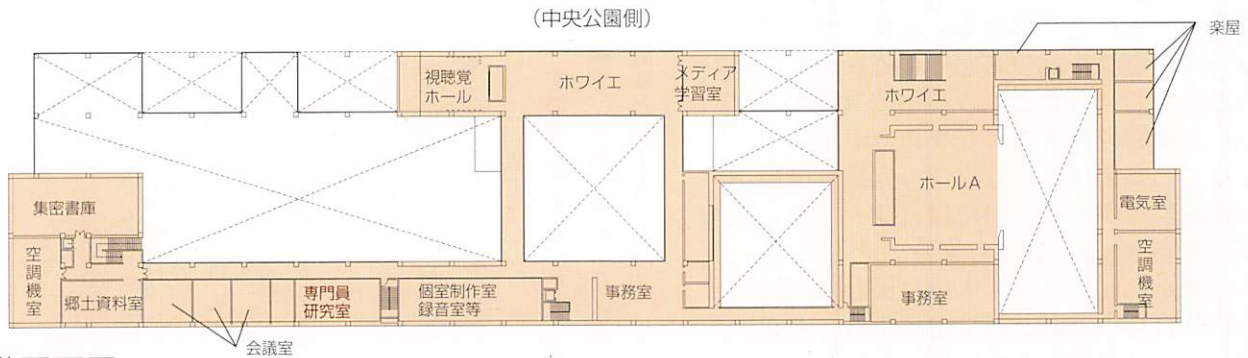 （中央公園側）
楽屋
視聴覚
ホール
ホワイエ
メディア
学習室
ホワイエ
ホールA
集密書庫
電気室
空調機室
郷土資料室
専門員
研究室
個室制作室
録音室等
事務室
事務室
空調機室
会議室